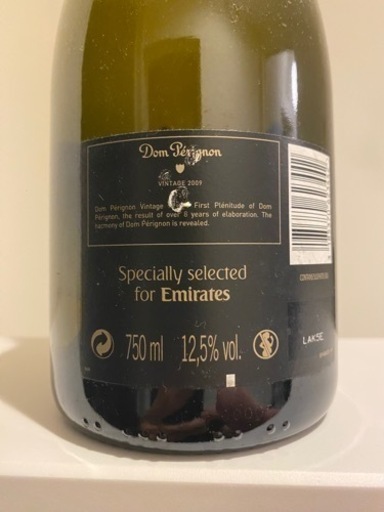 Dom Pérignon
VINTAGE 2009
Dom Pérignon Vintage First Plénitude of Dom
Pérignon, the result of over 8 years of elaboration. The
harmony of Dom Pérignon is revealed.
Specially selected
for Emirates
750 ml 12,5% vol.
LAKSE